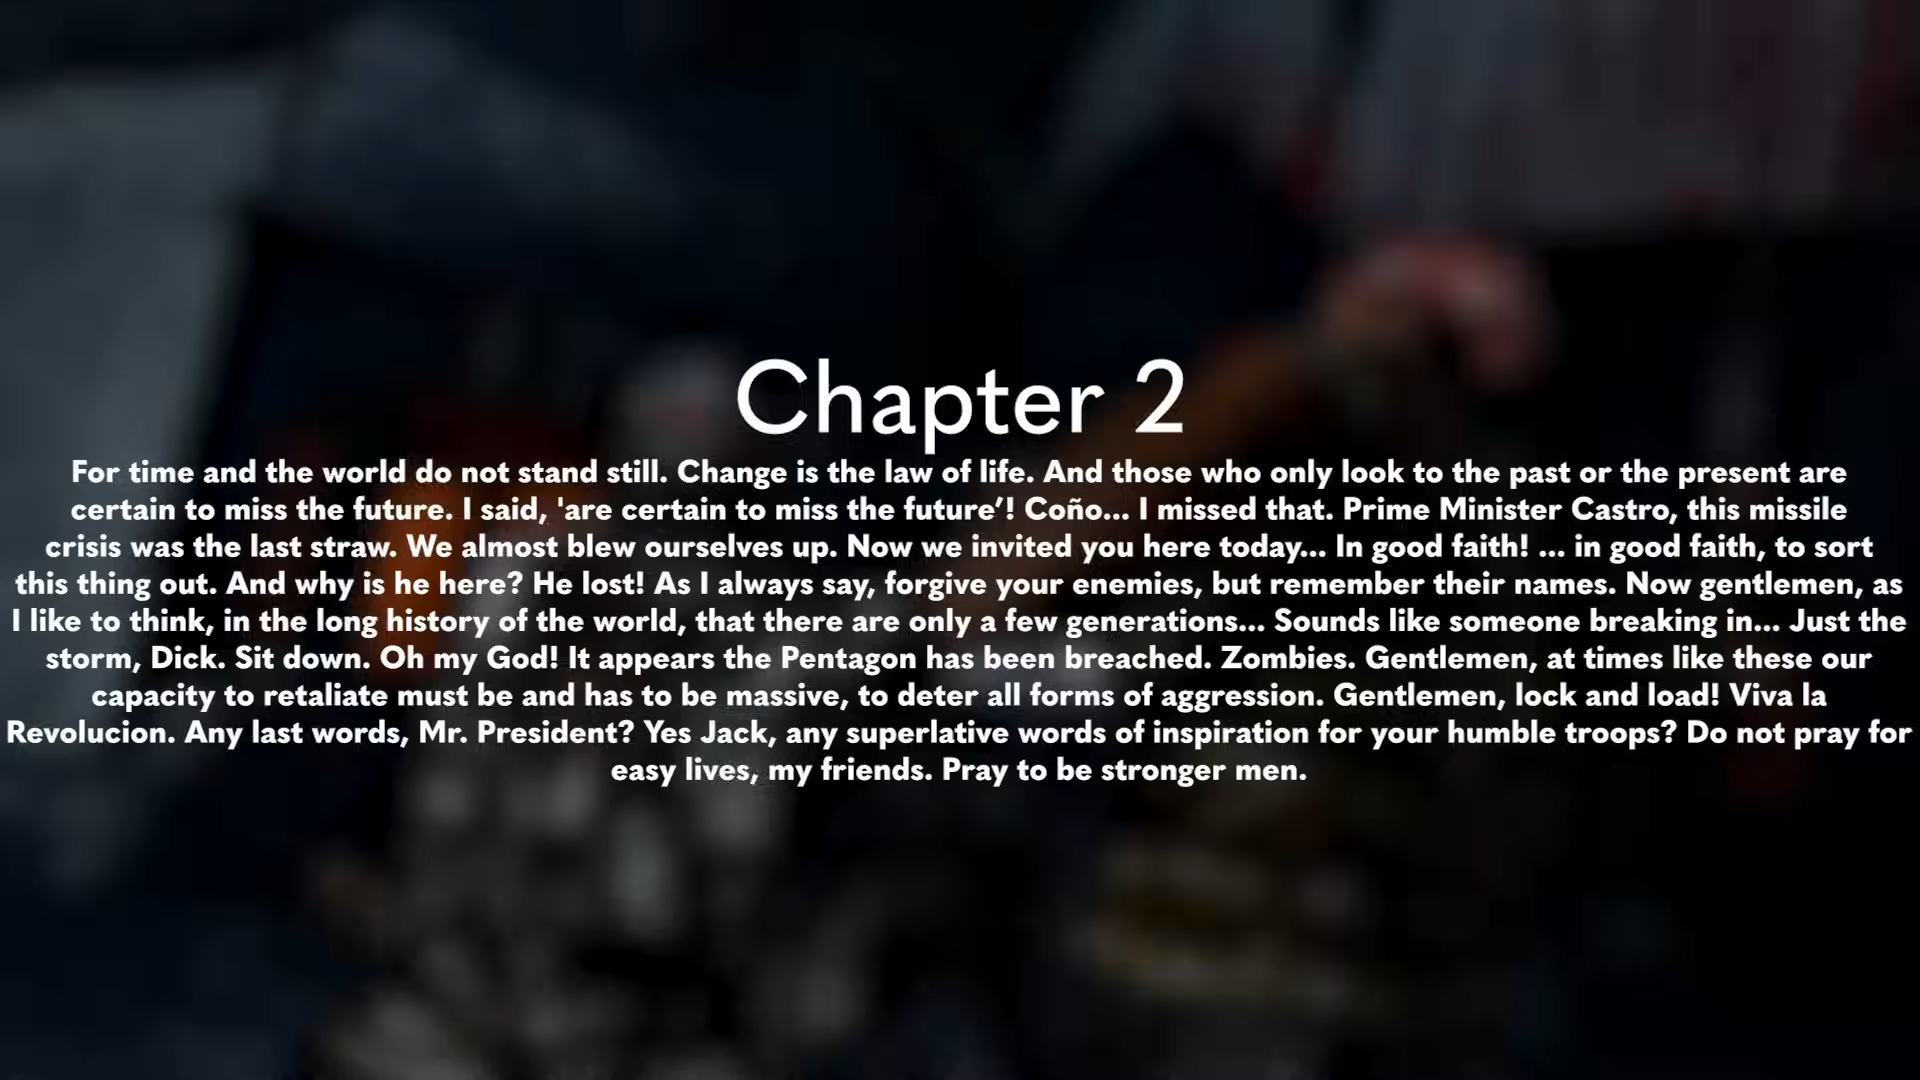 Chapter 2
For time and the world do not stand still. Change is the law of life. And those who only look to the past or the present are
certain to miss the future. I said, 'are certain to miss the future’! Coño... I missed that. Prime Minister Castro, this missile
crisis was the last straw. We almost blew ourselves up. Now we invited you here today... In good faith! ... in good faith, to sort
this thing out. And why is he here? He lost! As I always say, forgive your enemies, but remember their names. Now gentlemen, as
I like to think, in the long history of the world, that there are only a few generations... Sounds like someone breaking in... Just the
storm, Dick. Sit down. Oh my God! It appears the Pentagon has been breached. Zombies. Gentlemen, at times like these our
capacity to retaliate must be and has to be massive, to deter all forms of aggression. Gentlemen, lock and load! Viva la
Revolucion. Any last words, Mr. President? Yes Jack, any superlative words of inspiration for your humble troops? Do not pray for
easy lives, my friends. Pray to be stronger men.